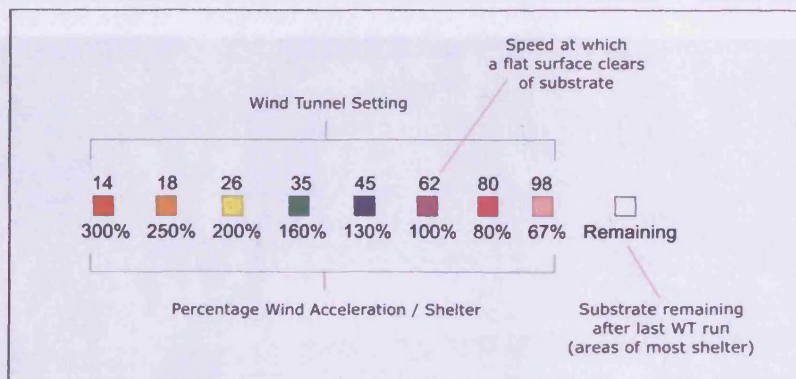 Speed at which
a flat surface clears
of substrate
Wind Tunnel Setting
14 18 26 35 45 62 80 98
300% 250% 200% 160% 130% 100% 80% 67% Remaining
Percentage Wind Acceleration / Shelter
Substrate remaining
after last WT run
(areas of most shelter)